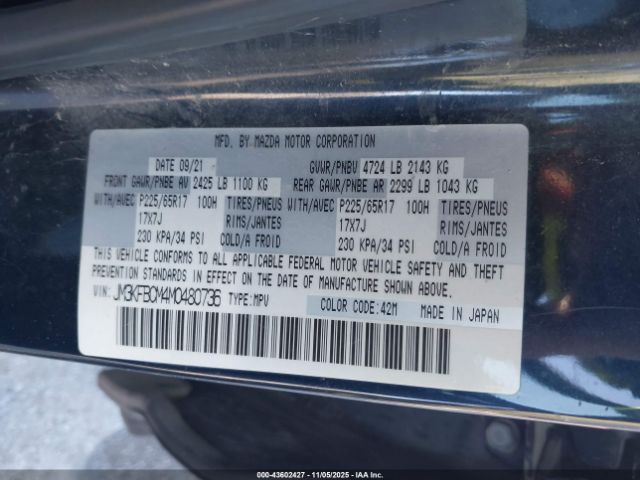 MFD. BY MAZDA MOTOR CORPORATION
DATE 09/21 GVWR/PNBV 4724 LB 2143 KG
FRONT GAWR/PNBE AV 2425 LB 1100 KG REAR GAWR/PNBE AR 2299 LB 1043 KG
WITH/AVEC P225/65R17 100H TIRES/PNEUS WITH/AVEC P225/65R17 100H TIRES/PNEUS
17X7J RIMS/JANTES 17X7J RIMS/JANTES
230 KPA/34 PSI COLD/A FROID 230 KPA/34 PSI COLD/A FROID
THIS VEHICLE CONFORMS TO ALL APPLICABLE FEDERAL MOTOR VEHICLE SAFETY AND THEFT
PREVENTION STANDARDS IN EFFECT ON THE DATE OF MANUFACTURE SHOWN ABOVE.
VIN: JM3KFBCM4M0480736 TYPE:MPV COLOR CODE:42M MADE IN JAPAN
000-43602427 - 11/05/2025 - IAAI.COM